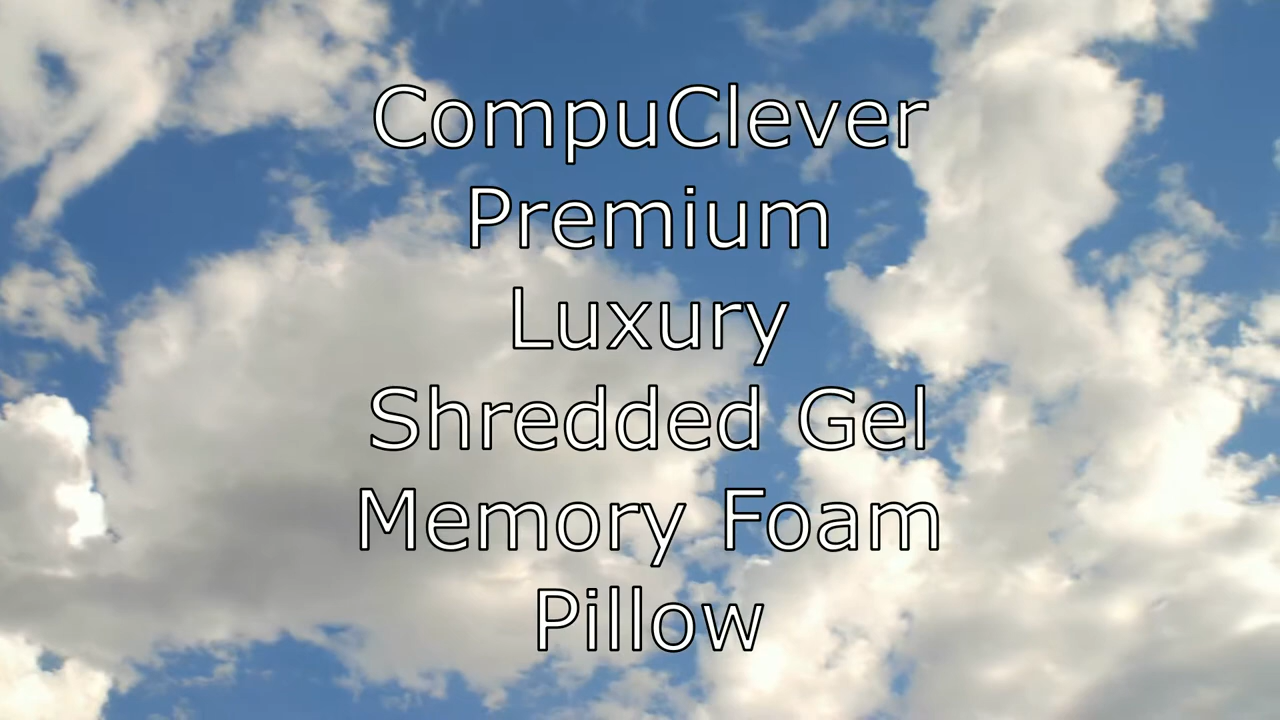 CompuClever
Premium
Luxury
Shredded Gel
Memory Foam
Pillow